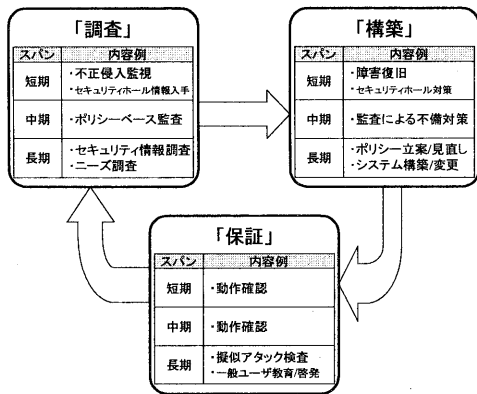 「調査」
スパン 内容例
短期
・不正侵入監視
・セキュリティホール情報入手
中期
・ポリシーベース監査
長期
・セキュリティ情報調査
・ニーズ調査
「構築」
スパン 内容例
短期
・障害復旧
・セキュリティホール対策
中期
・監査による不備対策
長期
・ポリシー立案/見直し
・システム構築/変更
「保証」
スパン 内容例
短期
・動作確認
中期
・動作確認
長期
・擬似アタック検査
・一般ユーザ教育/啓発